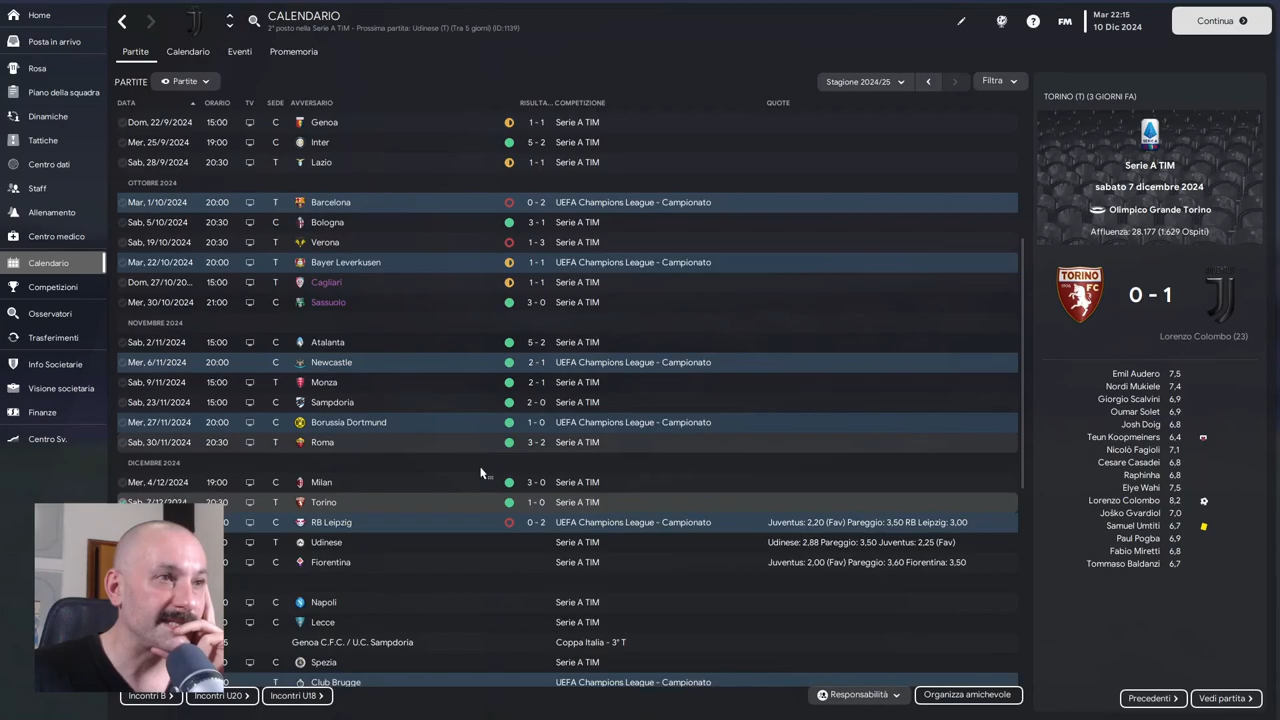 Home
Posta in arrivo
Rosa
Piano della squadra
Dinamiche
Tattiche
Centro dati
Staff
Allenamento
Centro medico
Calendario
Competizioni
Osservatori
Trasferimenti
Info Societarie
Visione societaria
Finanze
Centro Sv.
CALENDARIO
2° posto nella Serie A TIM - Prossima partita: Udinese (T) (Tra 5 giorni) (ID:1139)
FM
Mar 22:15
10 Dic 2024
Continua
Partite Calendario Eventi Promemoria
PARTITE Partite Stagione 2024/25 Filtra
DATA ORARIO TV SEDE AVVERSARIO RISULTA... COMPETIZIONE QUOTE
Dom, 22/9/2024 15:00 C Genoa 1 - 1 Serie A TIM
Mer, 25/9/2024 19:00 C Inter 5 - 2 Serie A TIM
Sab, 28/9/2024 20:30 T Lazio 1 - 1 Serie A TIM
OTTOBRE 2024
Mar, 1/10/2024 20:00 T Barcelona 0 - 2 UEFA Champions League - Campionato
Sab, 5/10/2024 20:30 C Bologna 3 - 1 Serie A TIM
Sab, 19/10/2024 20:30 T Verona 1 - 3 Serie A TIM
Mar, 22/10/2024 20:00 T Bayer Leverkusen 1 - 1 UEFA Champions League - Campionato
Dom, 27/10/20... 15:00 T Cagliari 1 - 1 Serie A TIM
Mer, 30/10/2024 21:00 C Sassuolo 3 - 0 Serie A TIM
NOVEMBRE 2024
Sab, 2/11/2024 15:00 C Atalanta 5 - 2 Serie A TIM
Mer, 6/11/2024 20:00 C Newcastle 2 - 1 UEFA Champions League - Campionato
Sab, 9/11/2024 15:00 T Monza 2 - 1 Serie A TIM
Sab, 23/11/2024 15:00 C Sampdoria 2 - 0 Serie A TIM
Mer, 27/11/2024 20:00 C Borussia Dortmund 1 - 0 UEFA Champions League - Campionato
Sab, 30/11/2024 20:30 T Roma 3 - 2 Serie A TIM
DICEMBRE 2024
Mer, 4/12/2024 19:00 C Milan 3 - 0 Serie A TIM
Sab, 7/12/2024 20:30 T Torino 1 - 0 Serie A TIM
C RB Leipzig 0 - 2 UEFA Champions League - Campionato Juventus: 2,20 (Fav) Pareggio: 3,50 RB Leipzig: 3,00
T Udinese Serie A TIM Udinese: 2,88 Pareggio: 3,50 Juventus: 2,25 (Fav)
C Fiorentina Serie A TIM Juventus: 2,00 (Fav) Pareggio: 3,60 Fiorentina: 3,50
C Napoli Serie A TIM
C Lecce Serie A TIM
Genoa C.F.C. / U.C. Sampdoria Coppa Italia - 3° T
C Spezia Serie A TIM
T Club Brugge UEFA Champions League - Campionato
Incontri B Incontri U20 Incontri U18 Responsabilità Organizza amichevole
TORINO (T) (3 GIORNI FA)
SERIE A
Serie A TIM
sabato 7 dicembre 2024
Olimpico Grande Torino
Affluenza: 28.177 (1.629 Ospiti)
TORINO FC
0 - 1
Lorenzo Colombo (23)
Emil Audero 7,5
Nordi Mukiele 7,4
Giorgio Scalvini 6,9
Oumar Solet 6,9
Josh Doig 6,8
Teun Koopmeiners 6,4
Nicolò Fagioli 7,1
Cesare Casadei 6,8
Raphinha 6,8
Elye Wahi 7,5
Lorenzo Colombo 8,2
Joško Gvardiol 7,0
Samuel Umtiti 6,7
Paul Pogba 6,9
Fabio Miretti 6,8
Tommaso Baldanzi 6,7
Precedenti Vedi partita